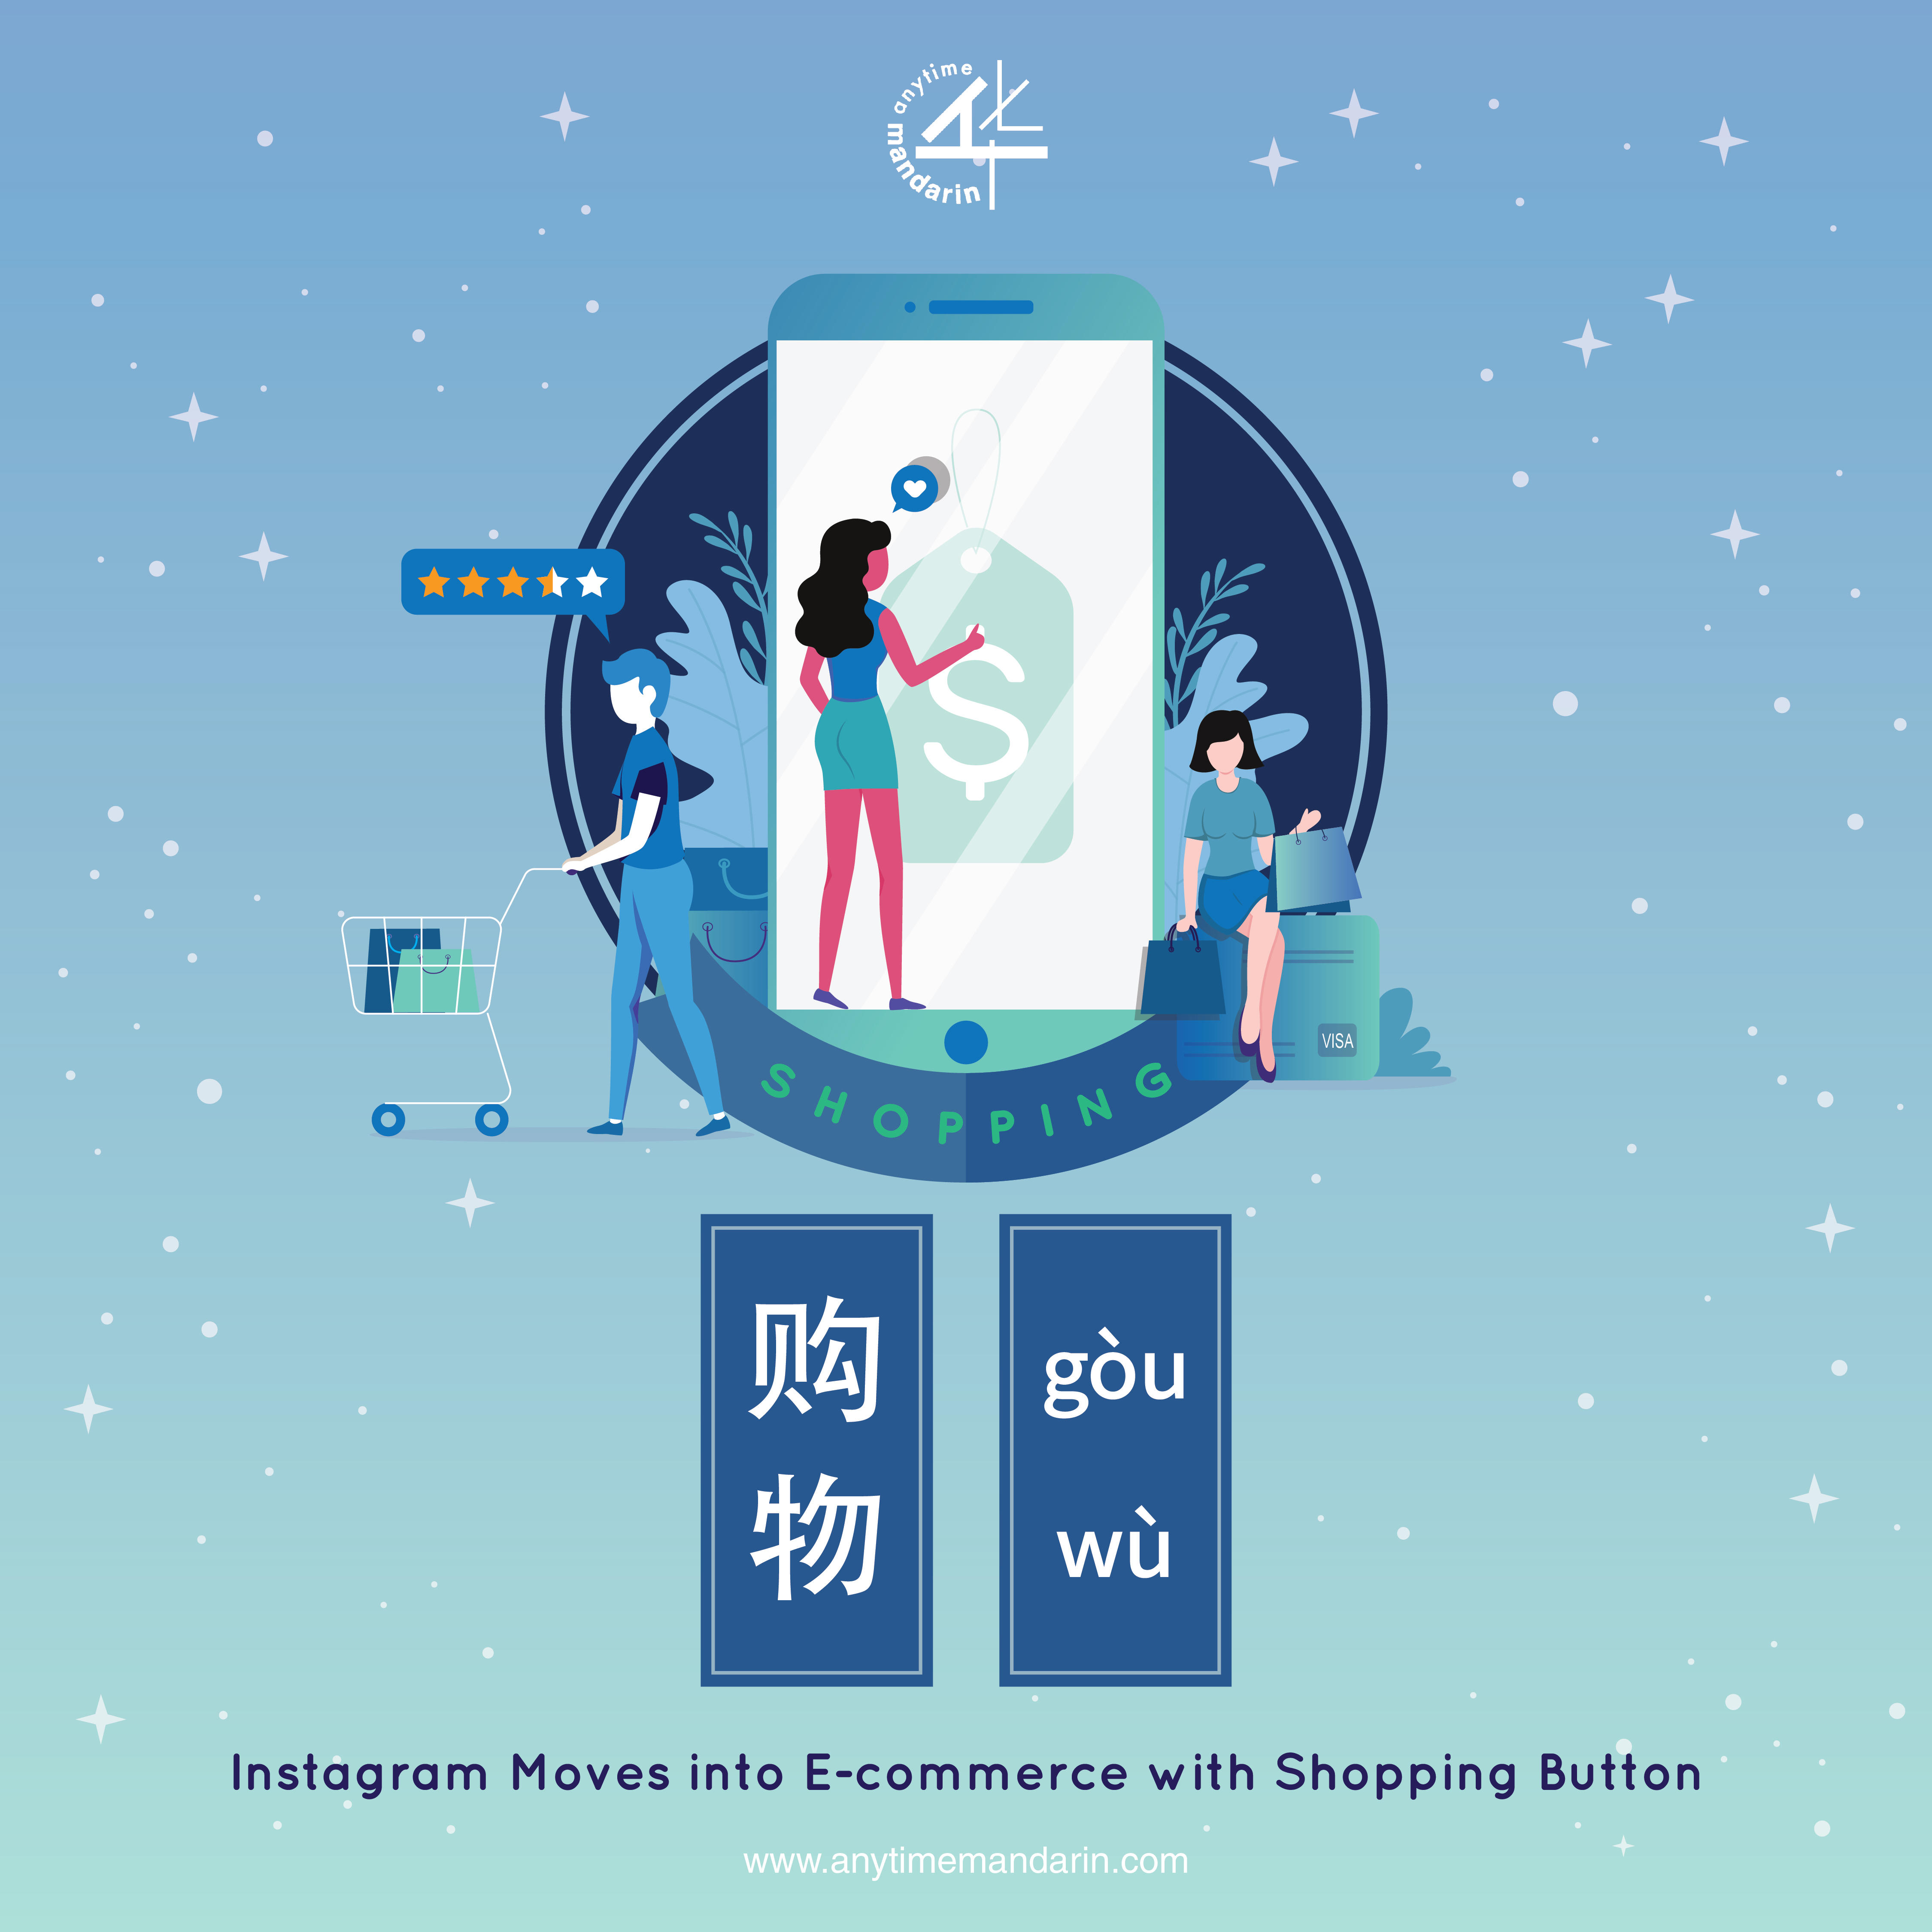 anytime
mandarin
$
VISA
SHOPPING
购
物
gòu
wù
Instagram Moves into E-commerce with Shopping Button
www.anytimemandarin.com